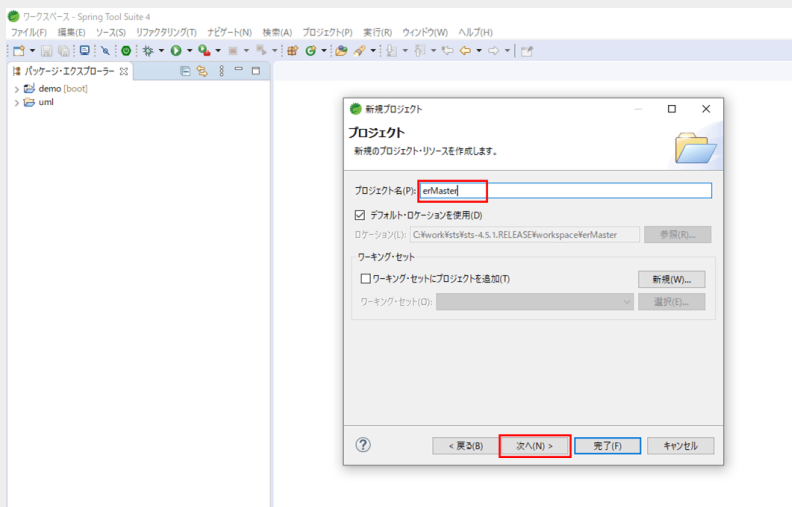 ワークスペース - Spring Tool Suite 4
ファイル(F) 編集(E) ソース(S) リファクタリング(T) ナビゲート(N) 検索(A) プロジェクト(P) 実行(R) ウィンドウ(W) ヘルプ(H)
パッケージ・エクスプローラー
demo [boot]
uml
新規プロジェクト
プロジェクト
新規のプロジェクト・リソースを作成します。
プロジェクト名(P): erMaster
デフォルト・ロケーションを使用(D)
ロケーション(L): C:¥work¥sts¥sts-4.5.1.RELEASE¥workspace¥erMaster 参照(R)...
ワーキング・セット
ワーキング・セットにプロジェクトを追加(T) 新規(W)...
ワーキング・セット(O): 選択(E)...
< 戻る(B) 次へ(N) > 完了(F) キャンセル